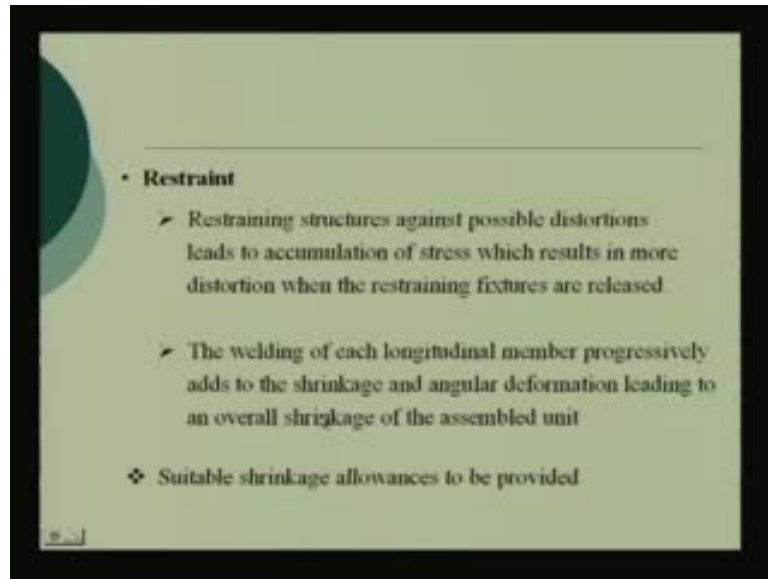 • Restraint
➢ Restraining structures against possible distortions
leads to accumulation of stress which results in more
distortion when the restraining fixtures are released.
➢ The welding of each longitudinal member progressively
adds to the shrinkage and angular deformation leading to
an overall shrinkage of the assembled unit
❖ Suitable shrinkage allowances to be provided